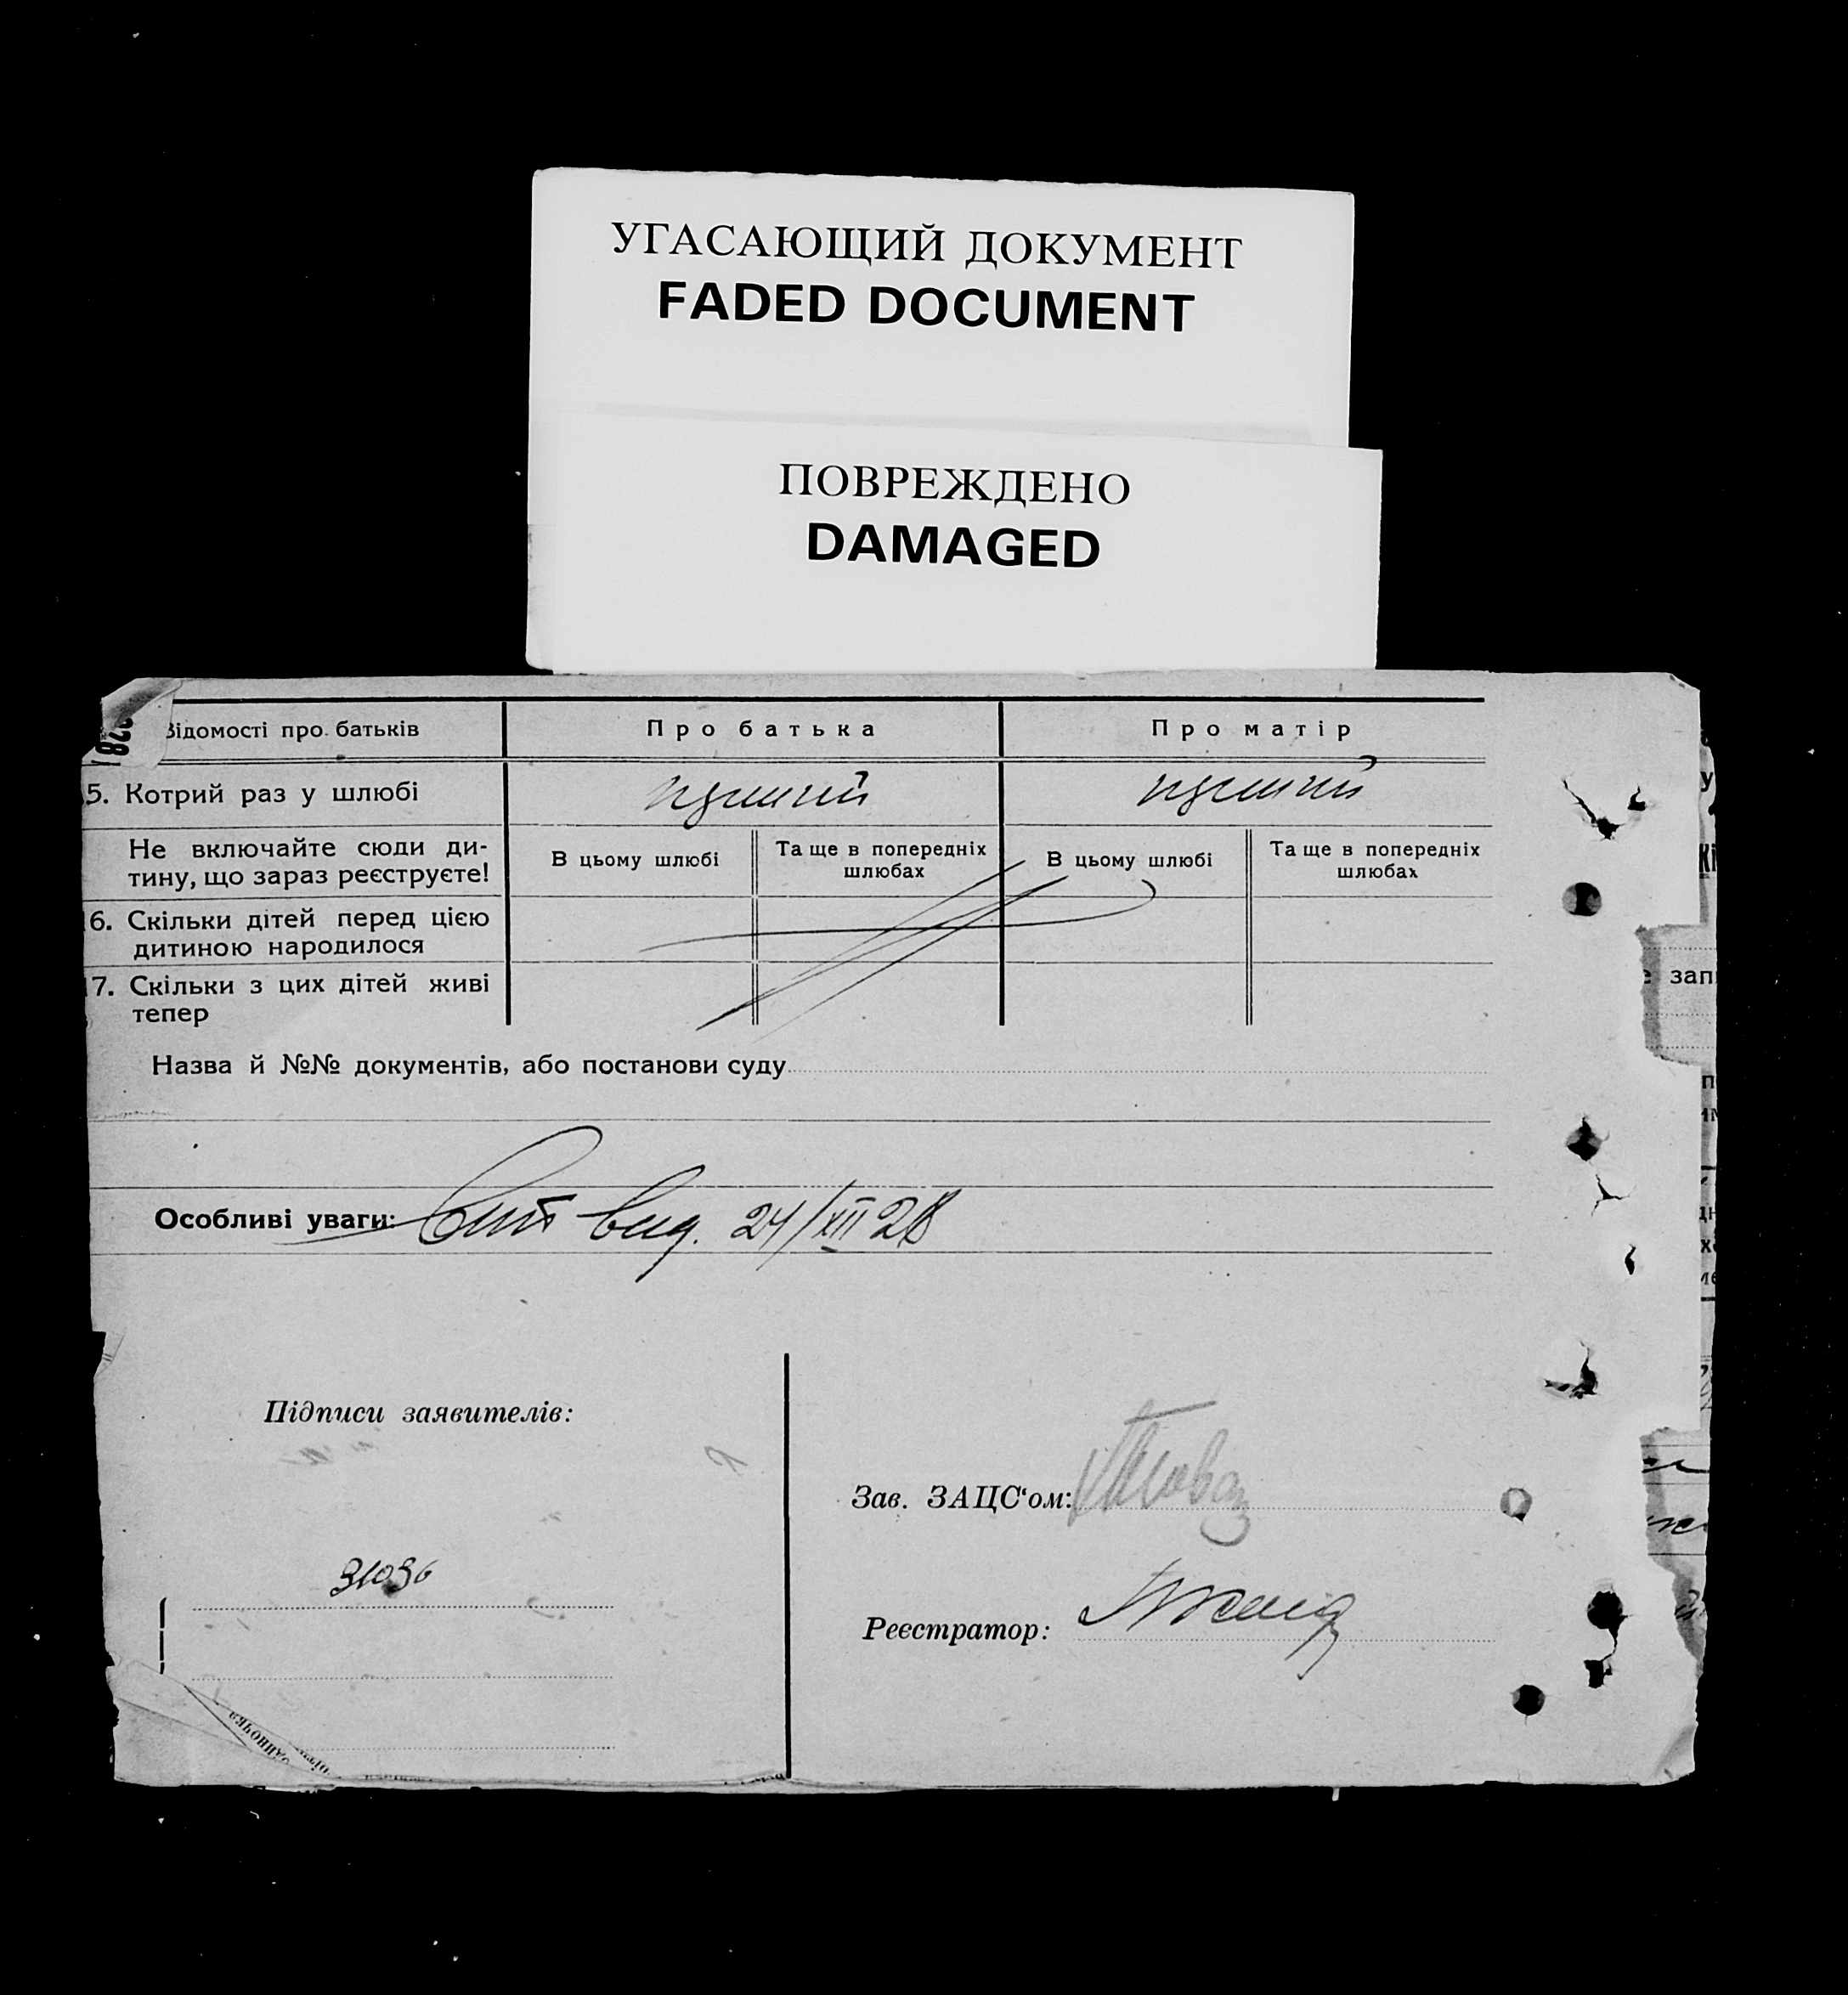 УГАСАЮЩИЙ ДОКУМЕНТ
FADED DOCUMENT
ПОВРЕЖДЕНО
DAMAGED
Відомості про батьків
Про батька
Про матір
5. Котрий раз у шлюбі
Не включайте сюди ди-
тину, що зараз реєструєте!
В цьому шлюбі
Та ще в попередніх
шлюбах
В цьому шлюбі
Та ще в попередніх
шлюбах
6. Скільки дітей перед цією
дитиною народилося
7. Скільки з цих дітей живі
тепер
Назва й №№ документів, або постанови суду
Особливі уваги: вид. 24/XII 28
Підписи заявителів:
Зав. ЗАЦС'ом:
Реєстратор: